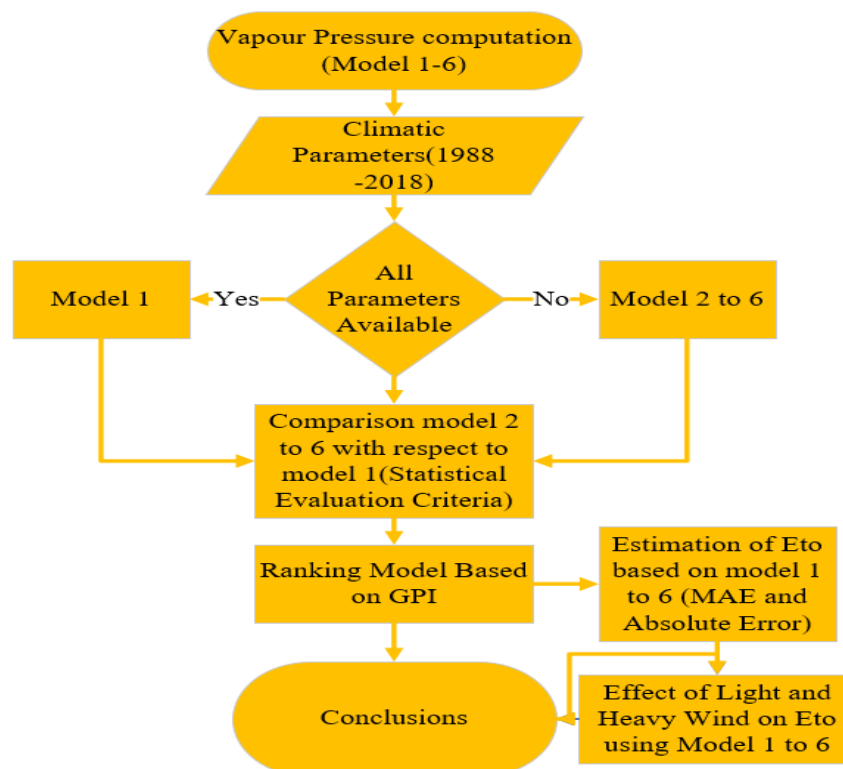 Vapour Pressure computation
(Model 1-6)
Climatic
Parameters(1988
-2018)
All
Parameters
Available
Yes
No
Model 1
Model 2 to 6
Comparison model 2
to 6 with respect to
model 1(Statistical
Evaluation Criteria)
Ranking Model Based
on GPI
Estimation of Eto
based on model 1
to 6 (MAE and
Absolute Error)
Effect of Light and
Heavy Wind on Eto
using Model 1 to 6
Conclusions